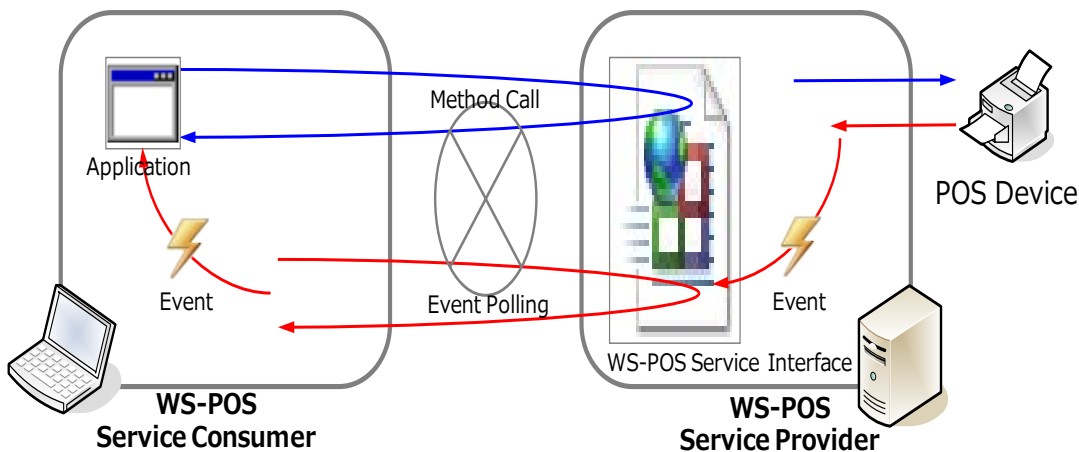 Method Call
Application
POS Device
Event
Event Polling
Event
WS-POS Service Interface
WS-POS
Service Consumer
WS-POS
Service Provider